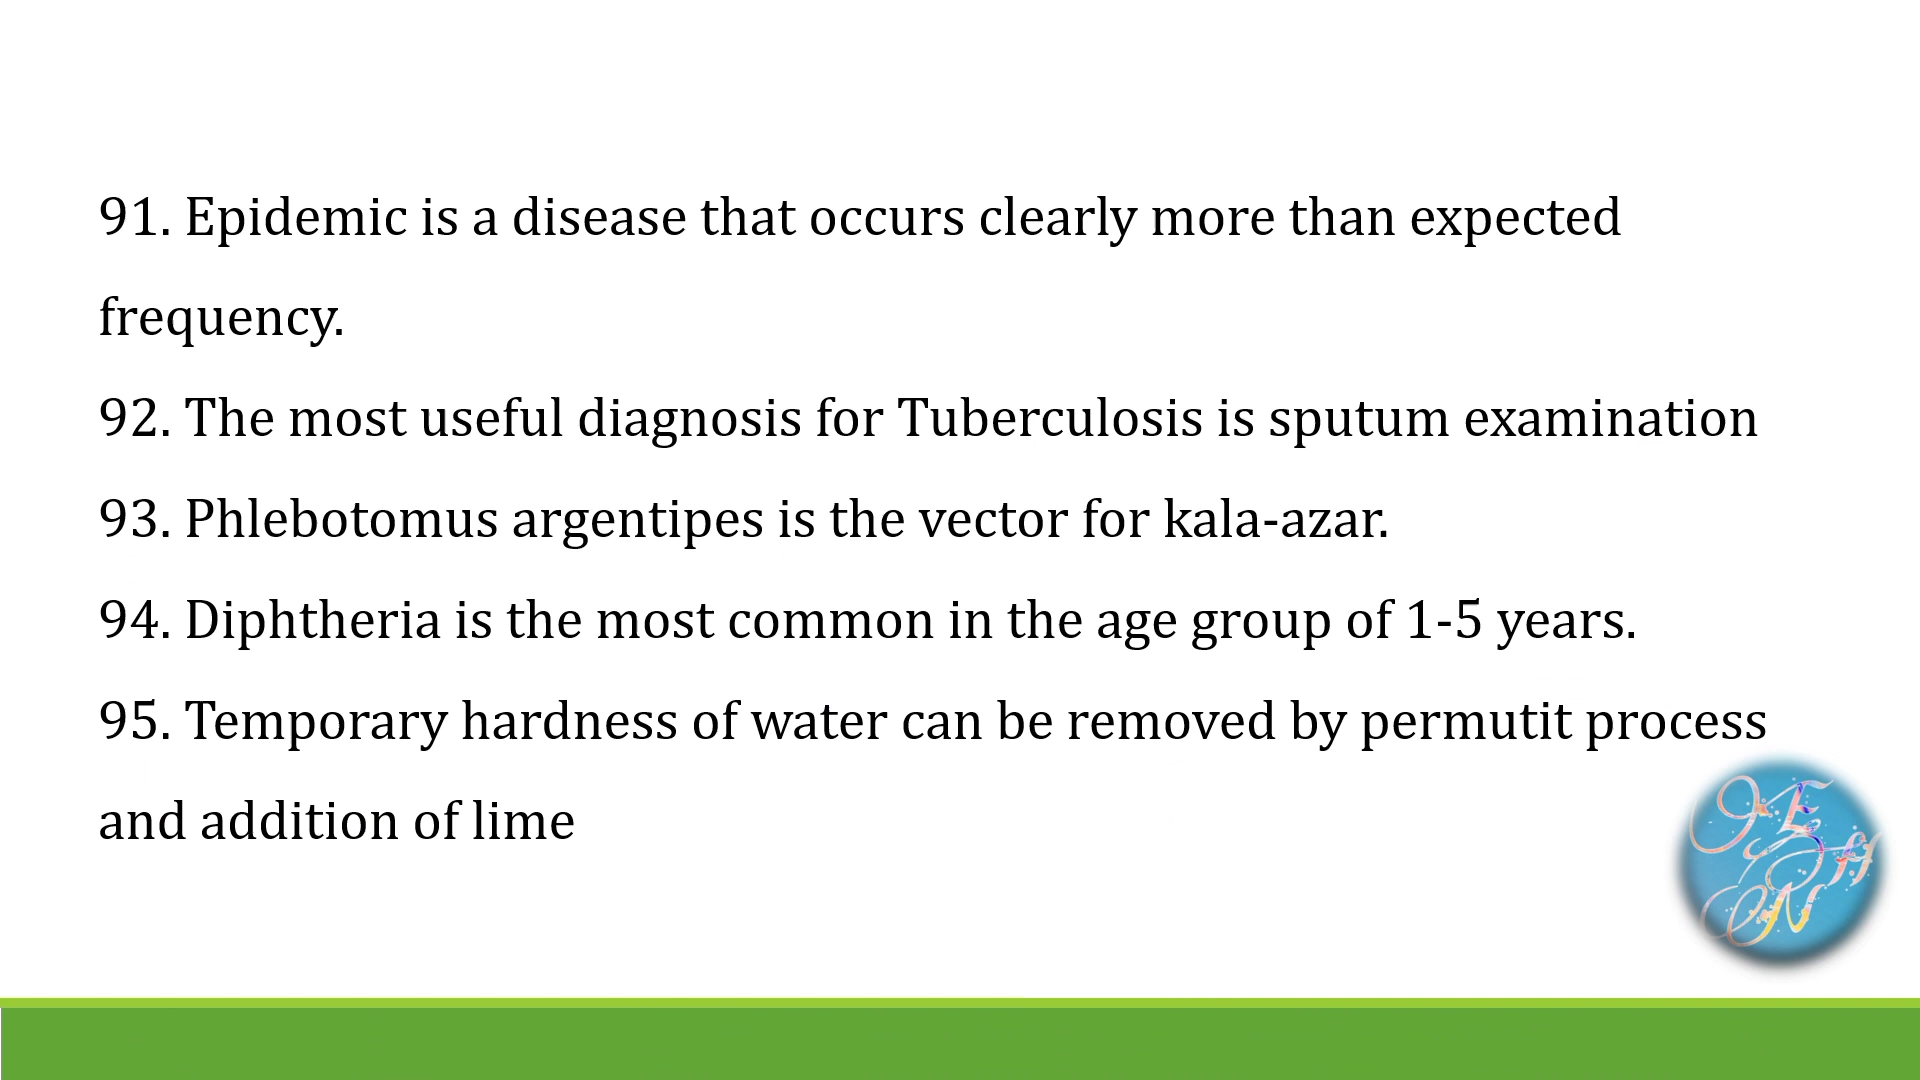 91. Epidemic is a disease that occurs clearly more than expected
frequency.
92. The most useful diagnosis for Tuberculosis is sputum examination
93. Phlebotomus argentipes is the vector for kala-azar.
94. Diphtheria is the most common in the age group of 1-5 years.
95. Temporary hardness of water can be removed by permutit process
and addition of lime